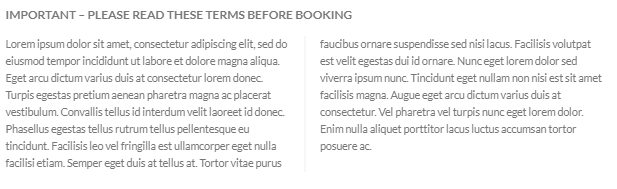 IMPORTANT – PLEASE READ THESE TERMS BEFORE BOOKING
Lorem ipsum dolor sit amet, consectetur adipiscing elit, sed do
eiusmod tempor incididunt ut labore et dolore magna aliqua.
Eget arcu dictum varius duis at consectetur lorem donec.
Turpis egestas pretium aenean pharetra magna ac placerat
vestibulum. Convallis tellus id interdum velit laoreet id donec.
Phasellus egestas tellus rutrum tellus pellentesque eu
tincidunt. Facilisis leo vel fringilla est ullamcorper eget nulla
facilisi etiam. Semper eget duis at tellus at. Tortor vitae purus
faucibus ornare suspendisse sed nisi lacus. Facilisis volutpat
est velit egestas dui id ornare. Nunc eget lorem dolor sed
viverra ipsum nunc. Tincidunt eget nullam non nisi est sit amet
facilisis magna. Augue eget arcu dictum varius duis at
consectetur. Vel pharetra vel turpis nunc eget lorem dolor.
Enim nulla aliquet porttitor lacus luctus accumsan tortor
posuere ac.